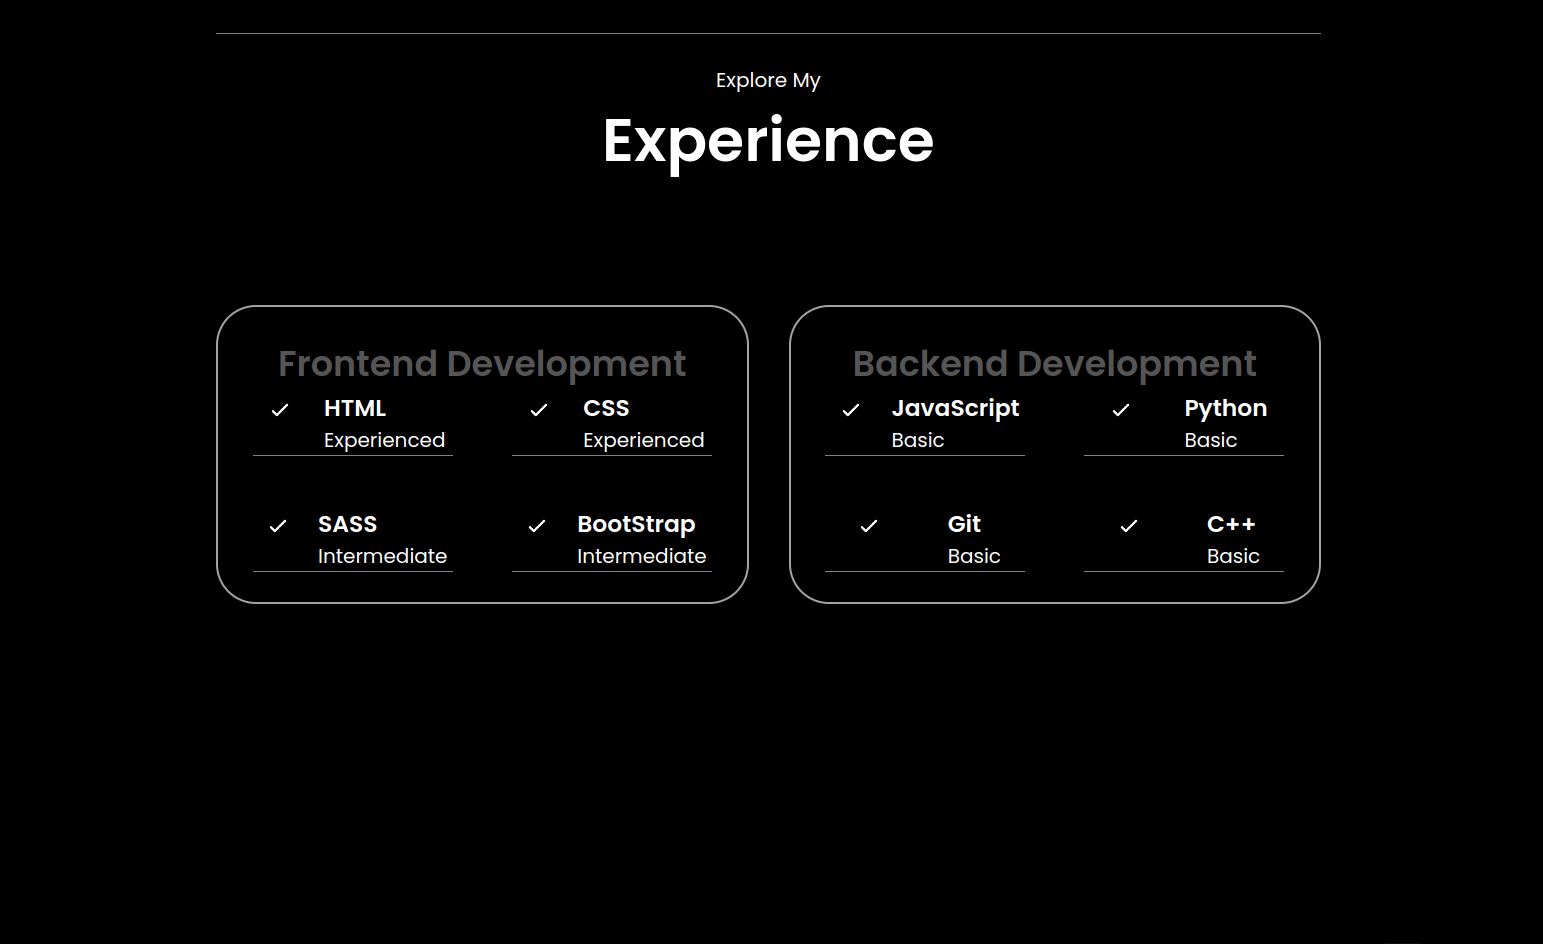 Explore My
Experience
Frontend Development
HTML
Experienced
CSS
Experienced
SASS
Intermediate
BootStrap
Intermediate
Backend Development
JavaScript
Basic
Python
Basic
Git
Basic
C++
Basic